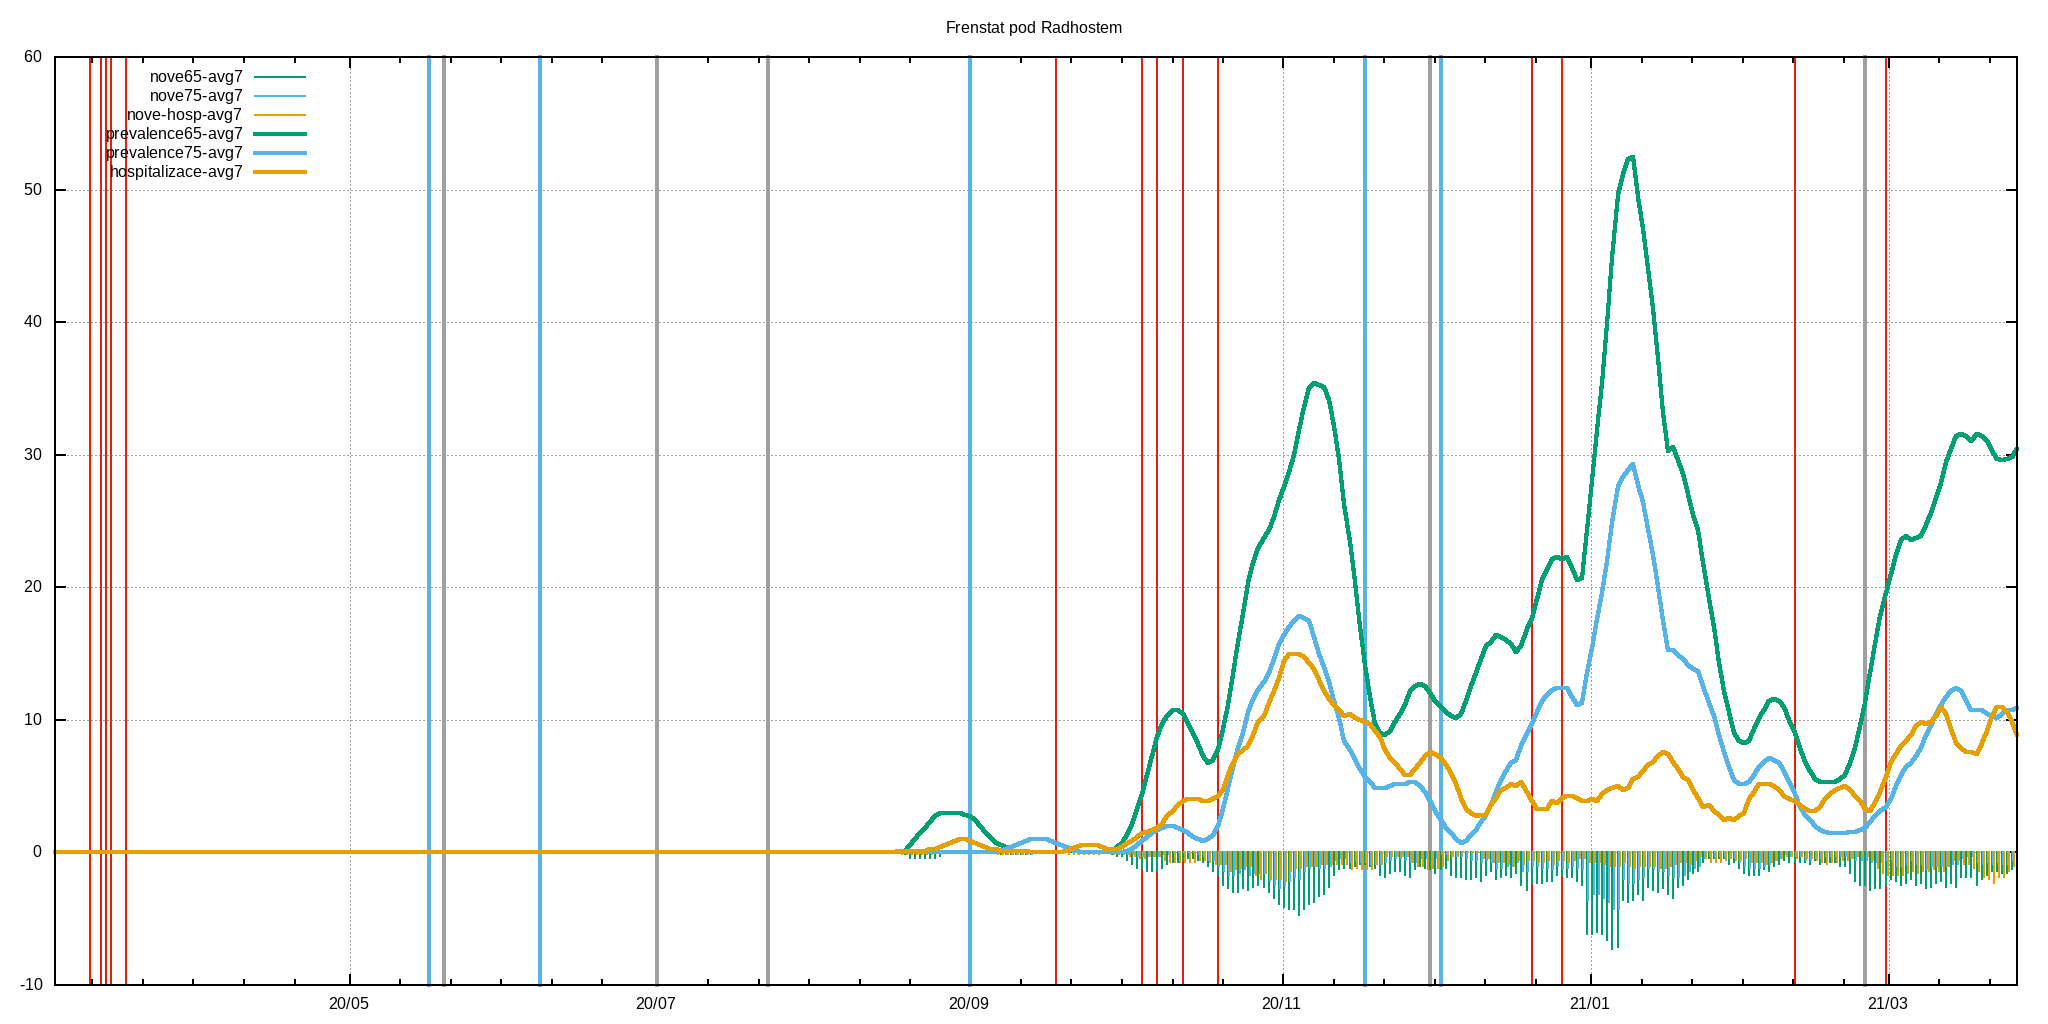 Frenstat pod Radhostem
60
50
40
30
20
10
0
-10
nove65-avg7
nove75-avg7
nove-hosp-avg7
prevalence65-avg7
prevalence75-avg7
hospitalizace-avg7
20/05
20/07
20/09
20/11
21/01
21/03